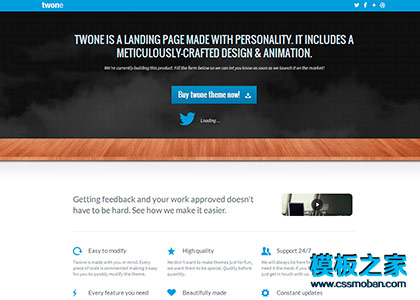 twone
TWONE IS A LANDING PAGE MADE WITH PERSONALITY. IT INCLUDES A
METICULOUSLY-CRAFTED DESIGN & ANIMATION.
We're currently building this product. Fill the form below so we can let you know as soon as we launch it on the market!
Buy twone theme now!
Loading ...
Getting feedback and your work approved doesn't
have to be hard. See how we make it easier.
Easy to modify
High quality
Support 24/7
Twone is made with you in mind. Every
piece of code is commented making it easy
for you to quickly modify the theme.
We don't want to make themes just for fun,
we want them to be special. Quality before
quantity.
We will always be here for
need it the most. If you
just get in touch with us.
Every feature you need
Beautifully made
Constant updates
模板之家
www.cssmoban.com